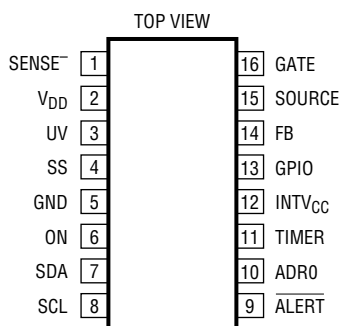 TOP VIEW
SENSE⁻ 1 16 GATE
V_DD 2 15 SOURCE
UV 3 14 FB
SS 4 13 GPIO
GND 5 12 INTV_CC
ON 6 11 TIMER
SDA 7 10 ADR0
SCL 8 9 A̅L̅E̅R̅T̅